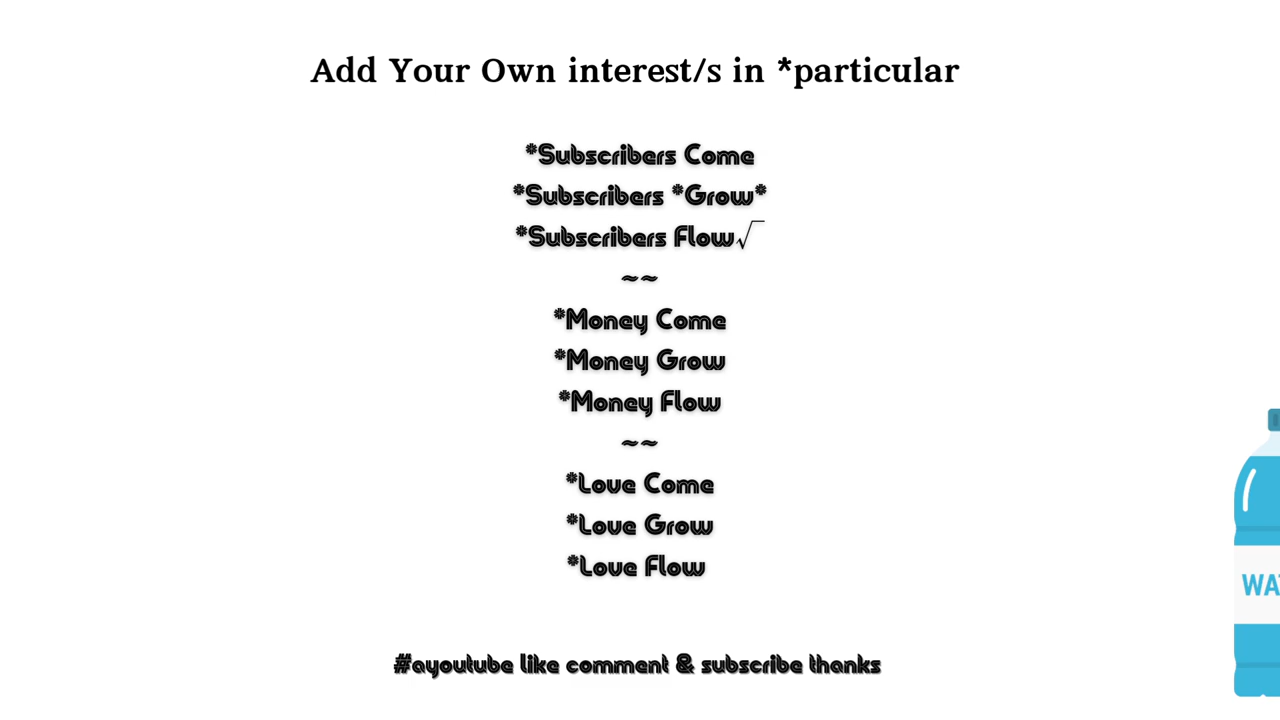 Add Your Own interest/s in *particular
*Subscribers Come
*Subscribers *Grow*
*Subscribers Flow√
~~
*Money Come
*Money Grow
*Money Flow
~~
*Love Come
*Love Grow
*Love Flow
WAT
#ayoutube like comment & subscribe thanks